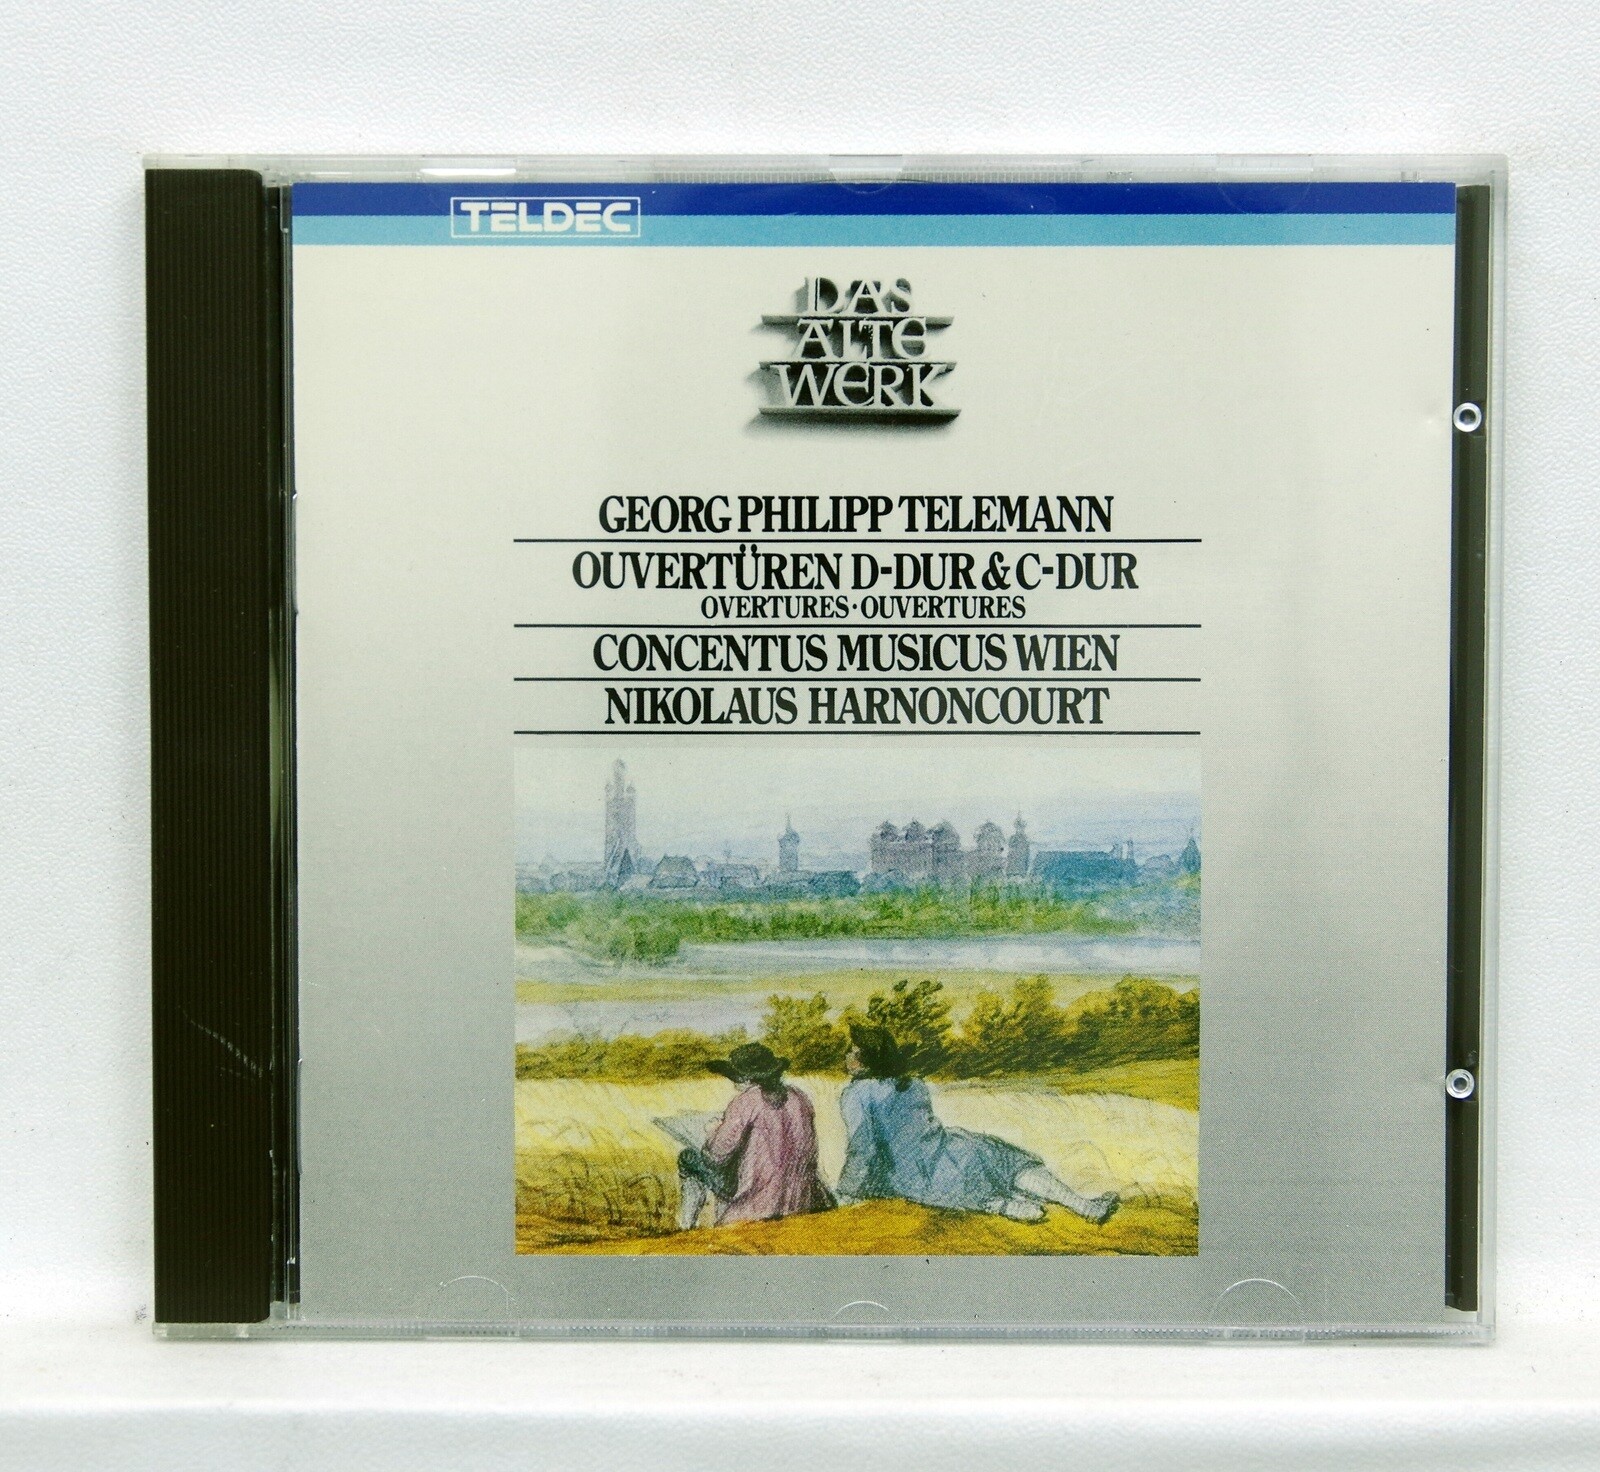 TELDEC
DAS
ALTE
WERK
GEORG PHILIPP TELEMANN
OUVERTÜREN D-DUR & C-DUR
OVERTURES · OUVERTURES
CONCENTUS MUSICUS WIEN
NIKOLAUS HARNONCOURT